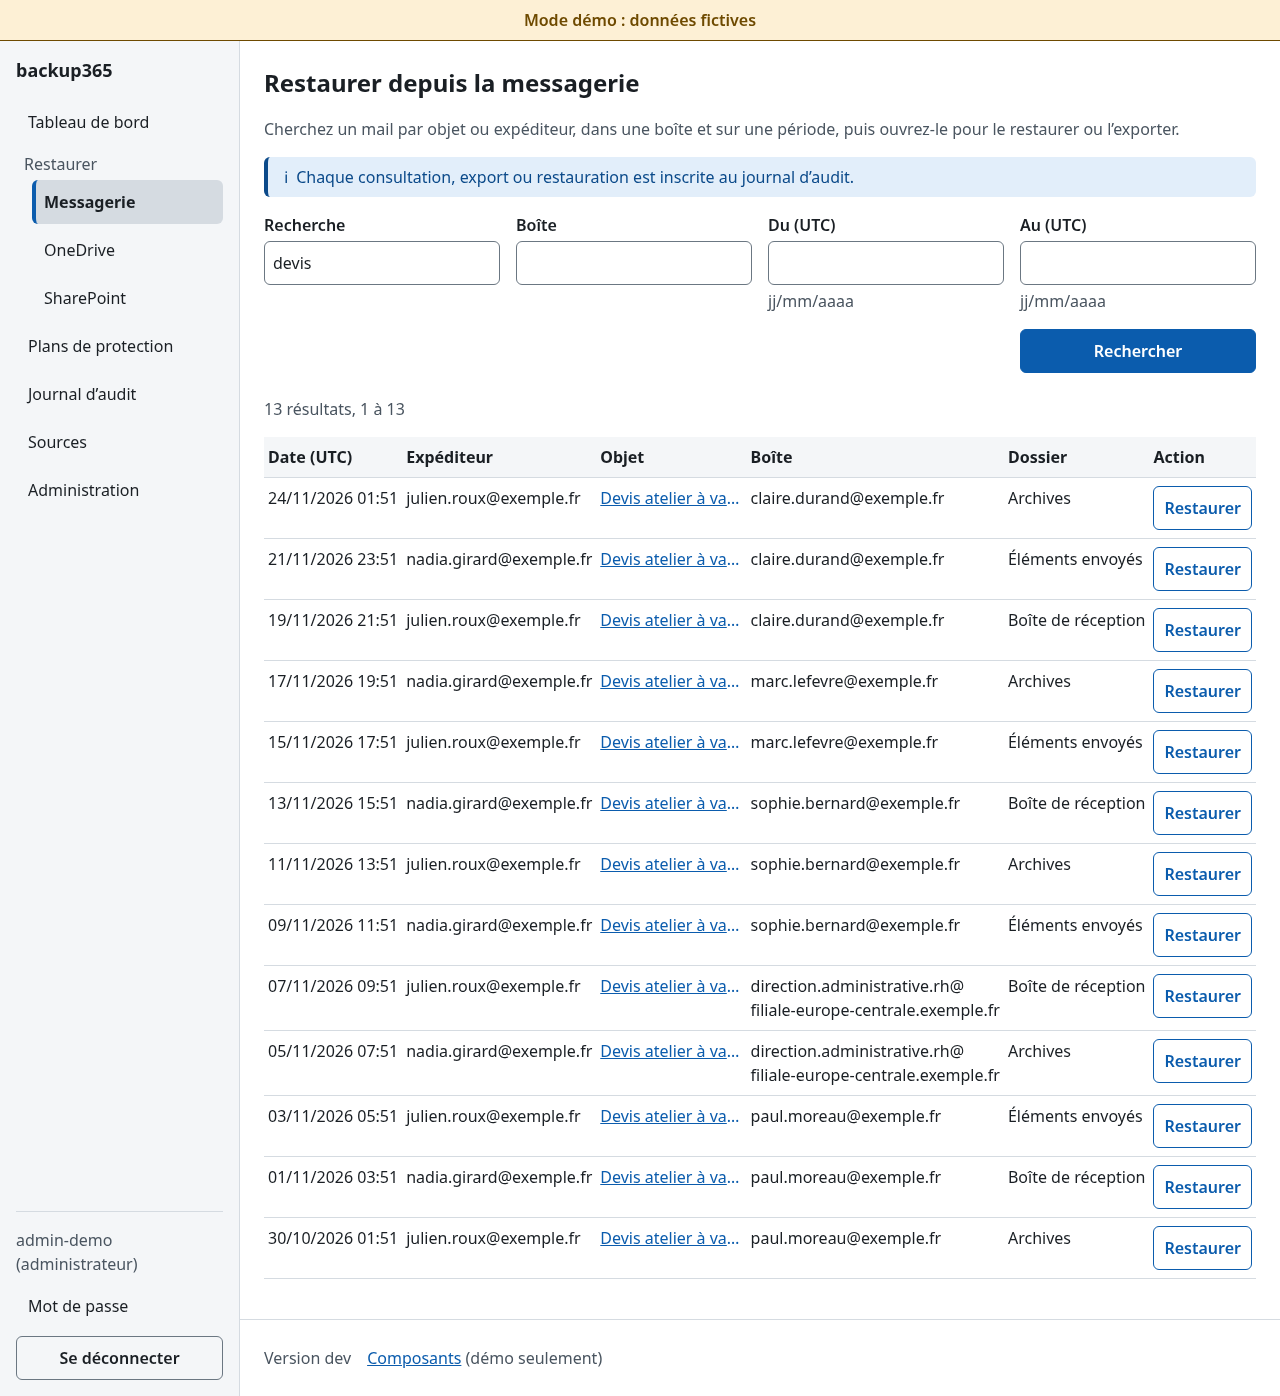 Mode démo : données fictives
backup365
Tableau de bord
Restaurer
Messagerie
OneDrive
SharePoint
Plans de protection
Journal d’audit
Sources
Administration
admin-demo
(administrateur)
Mot de passe
Se déconnecter
Restaurer depuis la messagerie
Cherchez un mail par objet ou expéditeur, dans une boîte et sur une période, puis ouvrez-le pour le restaurer ou l’exporter.
i Chaque consultation, export ou restauration est inscrite au journal d’audit.
Recherche Boîte Du (UTC) Au (UTC)
devis
jj/mm/aaaa jj/mm/aaaa
Rechercher
13 résultats, 1 à 13
Date (UTC) Expéditeur Objet Boîte Dossier Action
24/11/2026 01:51 julien.roux@exemple.fr Devis atelier à va… claire.durand@exemple.fr Archives Restaurer
21/11/2026 23:51 nadia.girard@exemple.fr Devis atelier à va… claire.durand@exemple.fr Éléments envoyés Restaurer
19/11/2026 21:51 julien.roux@exemple.fr Devis atelier à va… claire.durand@exemple.fr Boîte de réception Restaurer
17/11/2026 19:51 nadia.girard@exemple.fr Devis atelier à va… marc.lefevre@exemple.fr Archives Restaurer
15/11/2026 17:51 julien.roux@exemple.fr Devis atelier à va… marc.lefevre@exemple.fr Éléments envoyés Restaurer
13/11/2026 15:51 nadia.girard@exemple.fr Devis atelier à va… sophie.bernard@exemple.fr Boîte de réception Restaurer
11/11/2026 13:51 julien.roux@exemple.fr Devis atelier à va… sophie.bernard@exemple.fr Archives Restaurer
09/11/2026 11:51 nadia.girard@exemple.fr Devis atelier à va… sophie.bernard@exemple.fr Éléments envoyés Restaurer
07/11/2026 09:51 julien.roux@exemple.fr Devis atelier à va… direction.administrative.rh@ Boîte de réception Restaurer
filiale-europe-centrale.exemple.fr
05/11/2026 07:51 nadia.girard@exemple.fr Devis atelier à va… direction.administrative.rh@ Archives Restaurer
filiale-europe-centrale.exemple.fr
03/11/2026 05:51 julien.roux@exemple.fr Devis atelier à va… paul.moreau@exemple.fr Éléments envoyés Restaurer
01/11/2026 03:51 nadia.girard@exemple.fr Devis atelier à va… paul.moreau@exemple.fr Boîte de réception Restaurer
30/10/2026 01:51 julien.roux@exemple.fr Devis atelier à va… paul.moreau@exemple.fr Archives Restaurer
Version dev Composants (démo seulement)